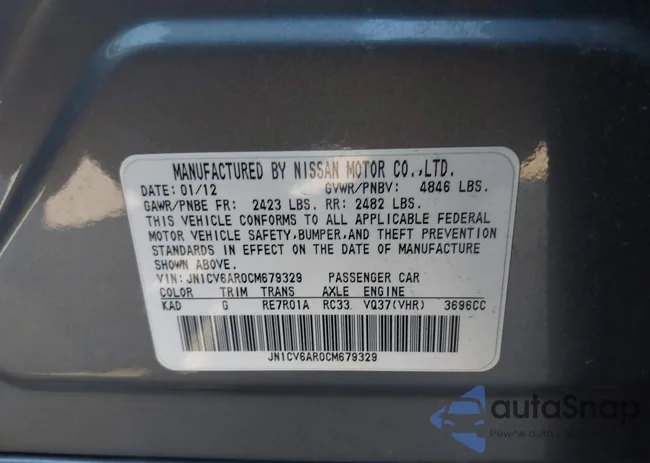 MANUFACTURED BY NISSAN MOTOR CO.,LTD.
DATE: 01/12 GVWR/PNBV: 4846 LBS.
GAWR/PNBE FR: 2423 LBS. RR: 2482 LBS.
THIS VEHICLE CONFORMS TO ALL APPLICABLE FEDERAL
MOTOR VEHICLE SAFETY,BUMPER,AND THEFT PREVENTION
STANDARDS IN EFFECT ON THE DATE OF MANUFACTURE
SHOWN ABOVE.
VIN: JN1CV6AR0CM679329 PASSENGER CAR
COLOR TRIM TRANS AXLE ENGINE
KAD G RE7R01A RC33 VQ37(VHR) 3696CC
JN1CV6AR0CM679329
autoSnap
Pewne auto